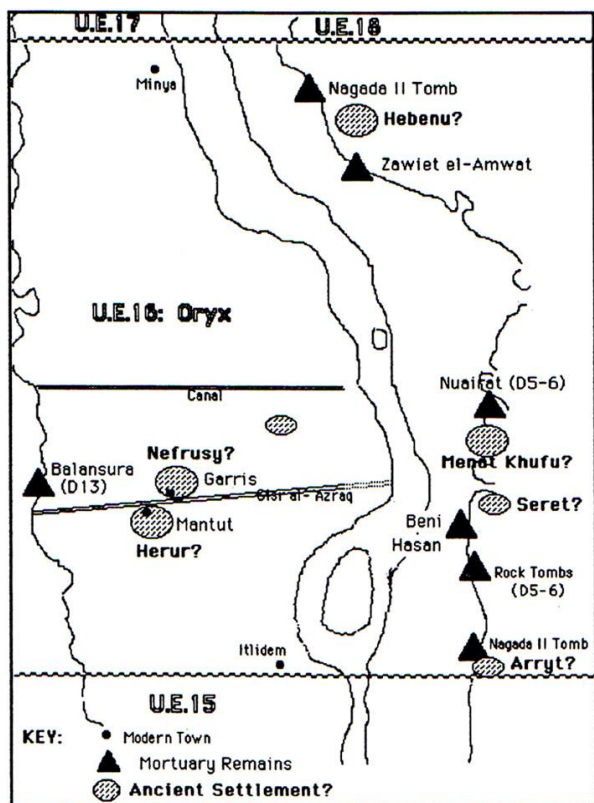 U.E.17
U.E.18
Minya
Nagada II Tomb
Hebenu?
Zawiet el-Amwat
U.E.16: Oryx
Canal
Nuairat (D5-6)
Nefrusy?
Menat Khufu?
Balansura
(D13)
Garris
Gisr al-Azraq
Seret?
Mantut
Beni
Hasan
Herur?
Rock Tombs
(D5-6)
Itlidem
Nagada II Tomb
Arryt?
U.E.15
KEY:
Modern Town
Mortuary Remains
Ancient Settlement?